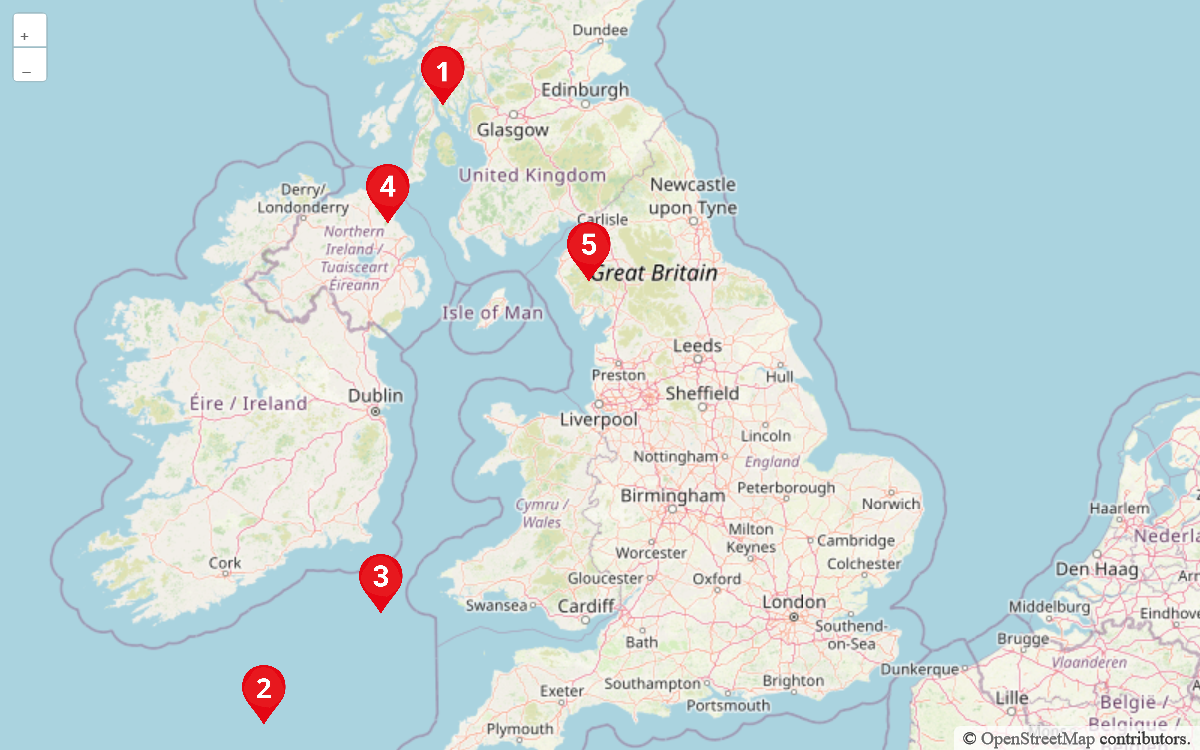 +
Dundee
1
Edinburgh
Glasgow
United Kingdom
4
Derry/
Londonderry
Newcastle
upon Tyne
Carlisle
Northern
Ireland /
Tuaisceart
Éireann
5
Great Britain
Isle of Man
Leeds
Preston
Hull
Sheffield
Dublin
Éire / Ireland
Liverpool
Lincoln
Nottingham
England
Peterborough
Birmingham
Norwich
Cymru /
Wales
Haarlem
Milton
Keynes
Cambridge
Nederla
Worcester
Colchester
Cork
3
Gloucester
Oxford
Den Haag
Swansea
Cardiff
London
Middelburg
Eindhove
Southend-
on-Sea
Bath
Brugge
Vlaanderen
Dunkerque
2
Exeter
Southampton
Brighton
Portsmouth
Lille
België /
Belgique /
Plymouth
© OpenStreetMap contributors.